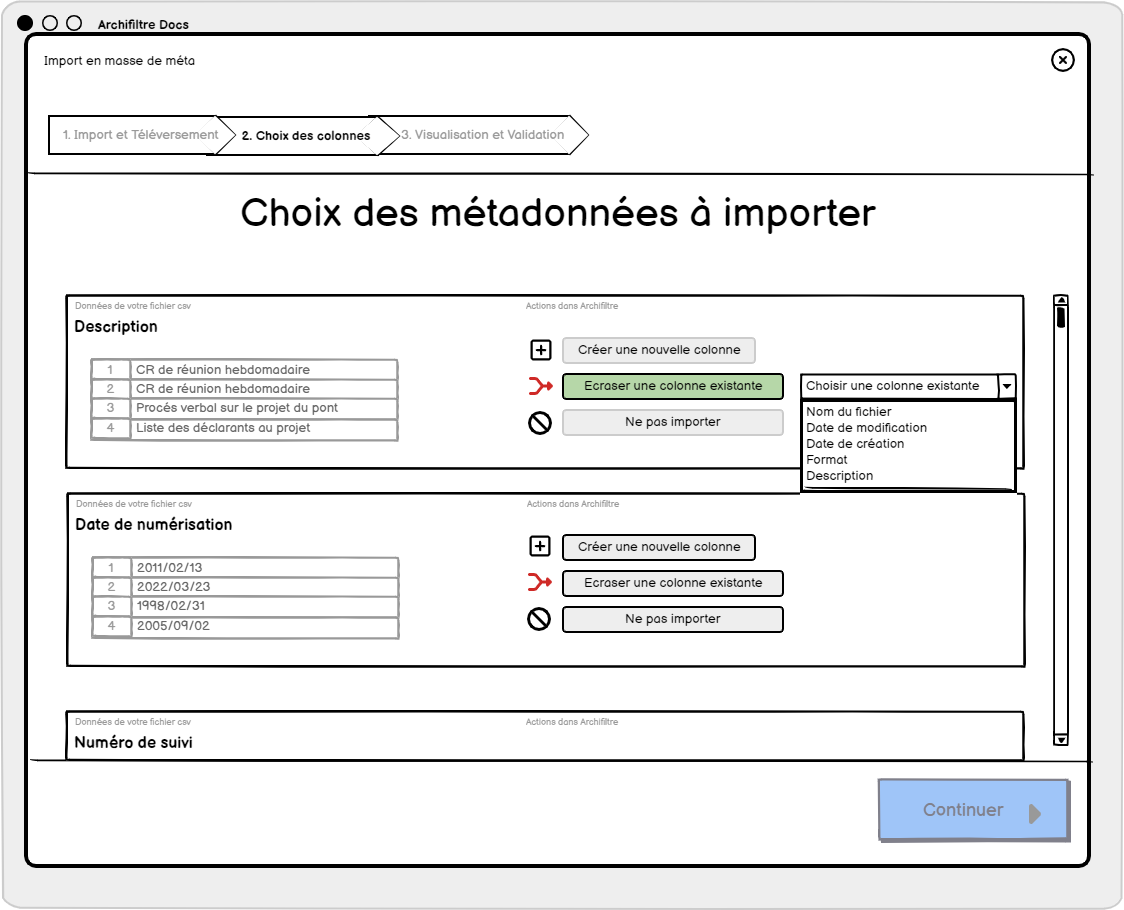 Archifiltre Docs
Import en masse de méta
1. Import et Téléversement
2. Choix des colonnes
3. Visualisation et Validation
Choix des métadonnées à importer
Données de votre fichier csv
Description
1 CR de réunion hebdomadaire
2 CR de réunion hebdomadaire
3 Procés verbal sur le projet du pont
4 Liste des déclarants au projet
Actions dans Archifiltre
Créer une nouvelle colonne
Ecraser une colonne existante
Ne pas importer
Choisir une colonne existante
Nom du fichier
Date de modification
Date de création
Format
Description
Données de votre fichier csv
Date de numérisation
1 2011/02/13
2 2022/03/23
3 1998/02/31
4 2005/09/02
Actions dans Archifiltre
Créer une nouvelle colonne
Ecraser une colonne existante
Ne pas importer
Données de votre fichier csv
Numéro de suivi
Actions dans Archifiltre
Continuer